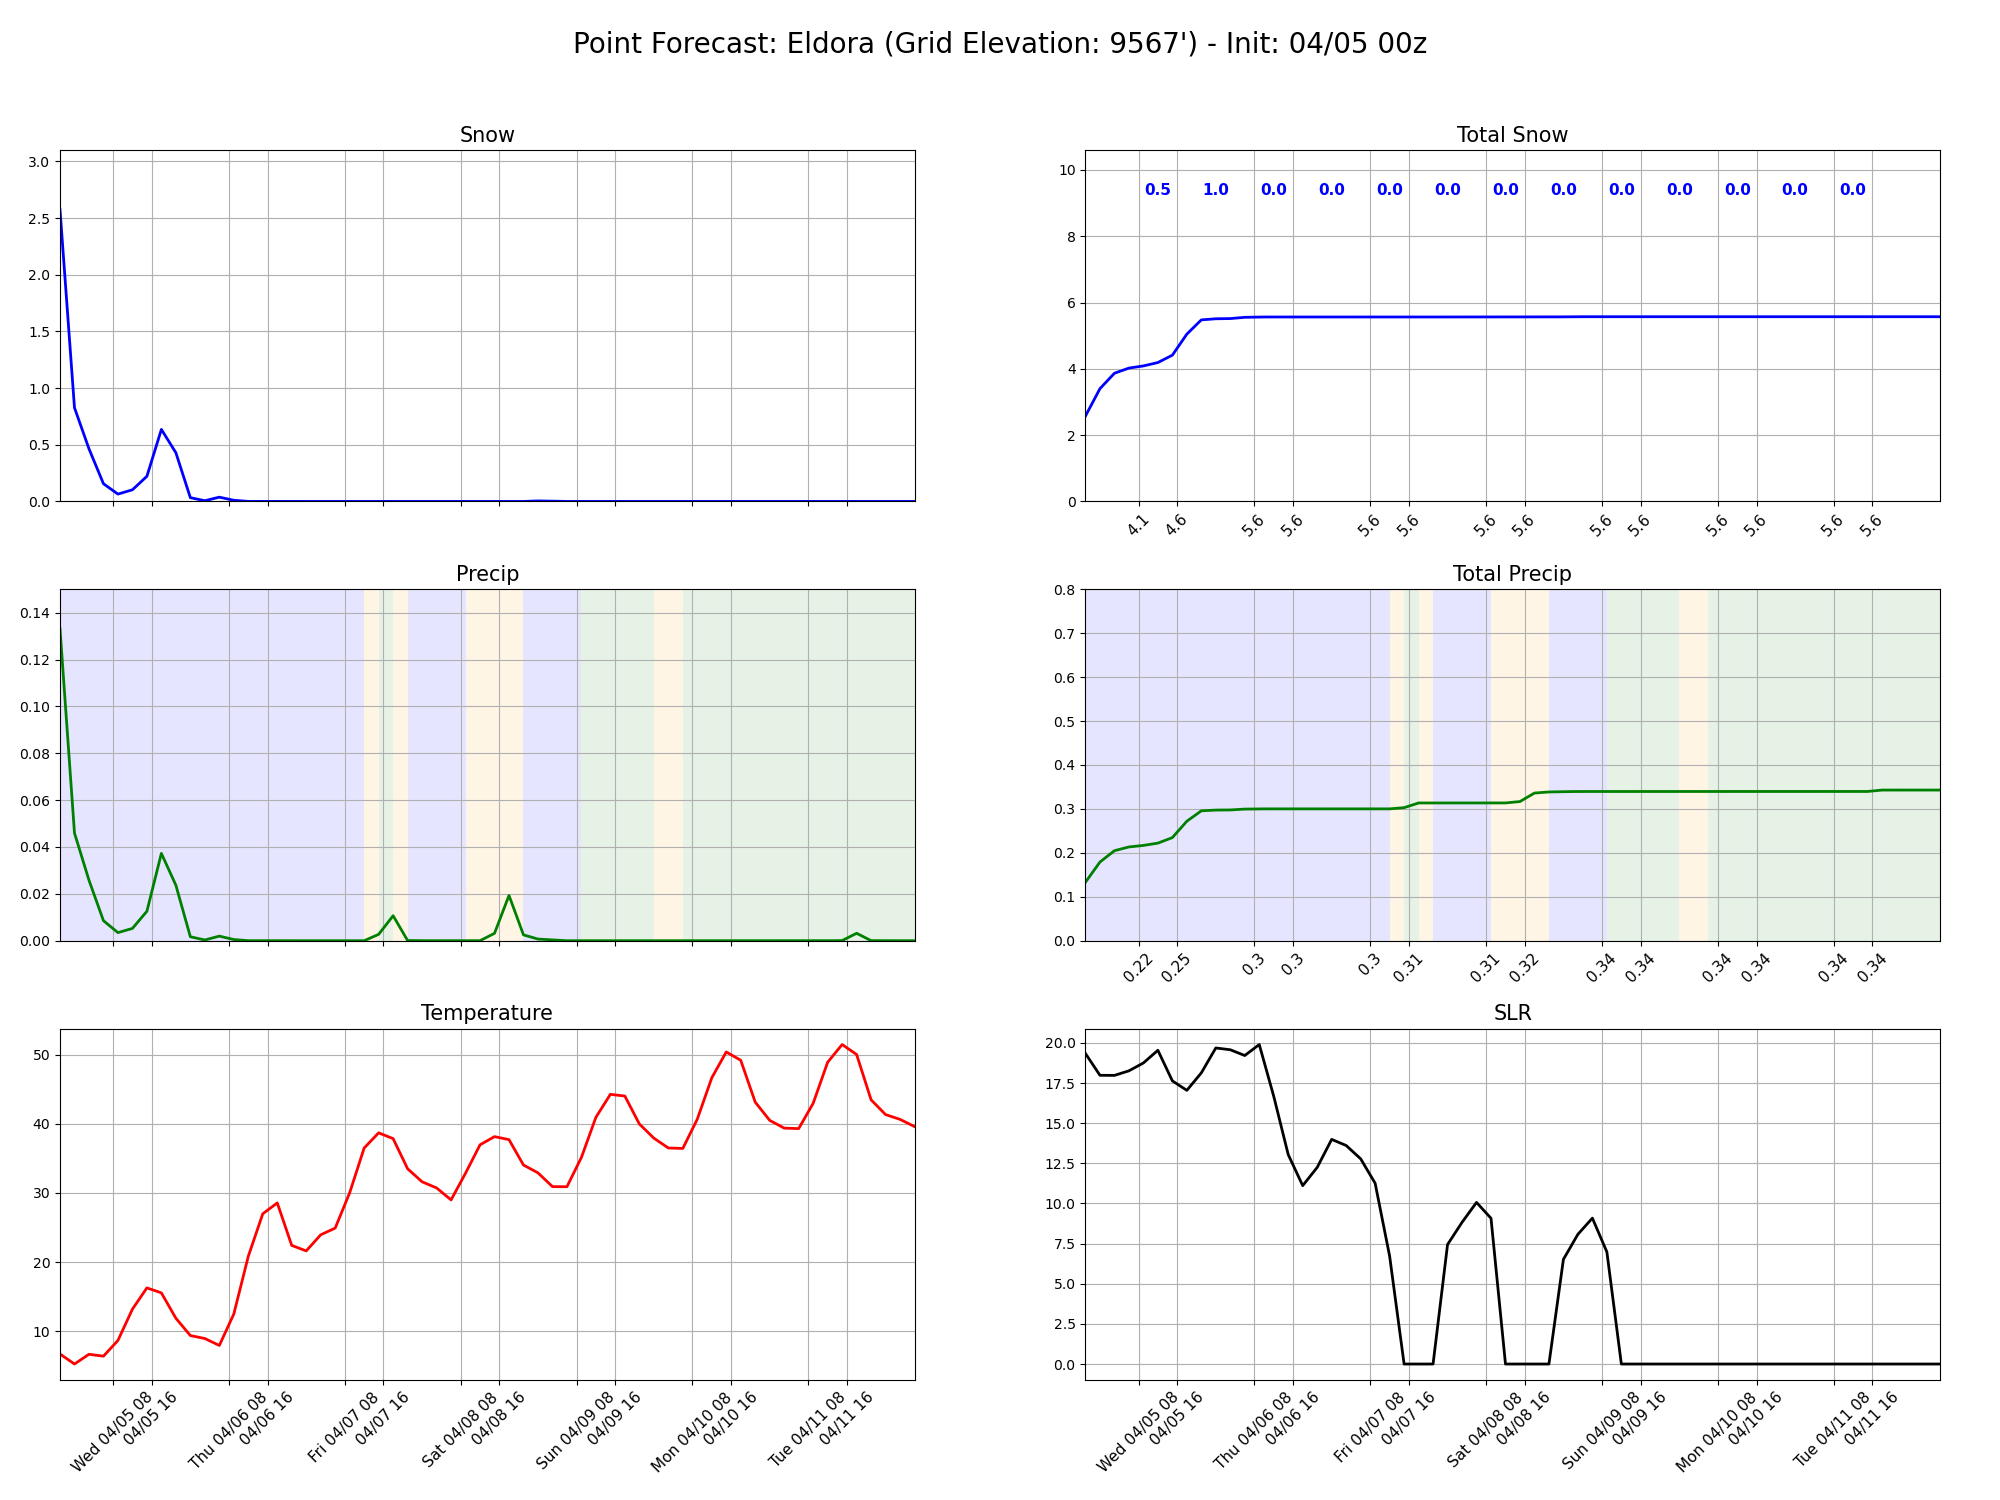 Point Forecast: Eldora (Grid Elevation: 9567') - Init: 04/05 00z
Snow
3.0
2.5
2.0
1.5
1.0
0.5
0.0
Total Snow
10
8
6
4
2
0
0.5 1.0 0.0 0.0 0.0 0.0 0.0 0.0 0.0 0.0 0.0 0.0 0.0
4.1 4.6 5.6 5.6 5.6 5.6 5.6 5.6 5.6 5.6 5.6 5.6 5.6 5.6
Precip
0.14
0.12
0.10
0.08
0.06
0.04
0.02
0.00
Total Precip
0.8
0.7
0.6
0.5
0.4
0.3
0.2
0.1
0.0
0.22 0.25 0.3 0.3 0.3 0.31 0.31 0.32 0.34 0.34 0.34 0.34 0.34 0.34
Temperature
50
40
30
20
10
Wed 04/05 08
04/05 16
Thu 04/06 08
04/06 16
Fri 04/07 08
04/07 16
Sat 04/08 08
04/08 16
Sun 04/09 08
04/09 16
Mon 04/10 08
04/10 16
Tue 04/11 08
04/11 16
SLR
20.0
17.5
15.0
12.5
10.0
7.5
5.0
2.5
0.0
Wed 04/05 08
04/05 16
Thu 04/06 08
04/06 16
Fri 04/07 08
04/07 16
Sat 04/08 08
04/08 16
Sun 04/09 08
04/09 16
Mon 04/10 08
04/10 16
Tue 04/11 08
04/11 16